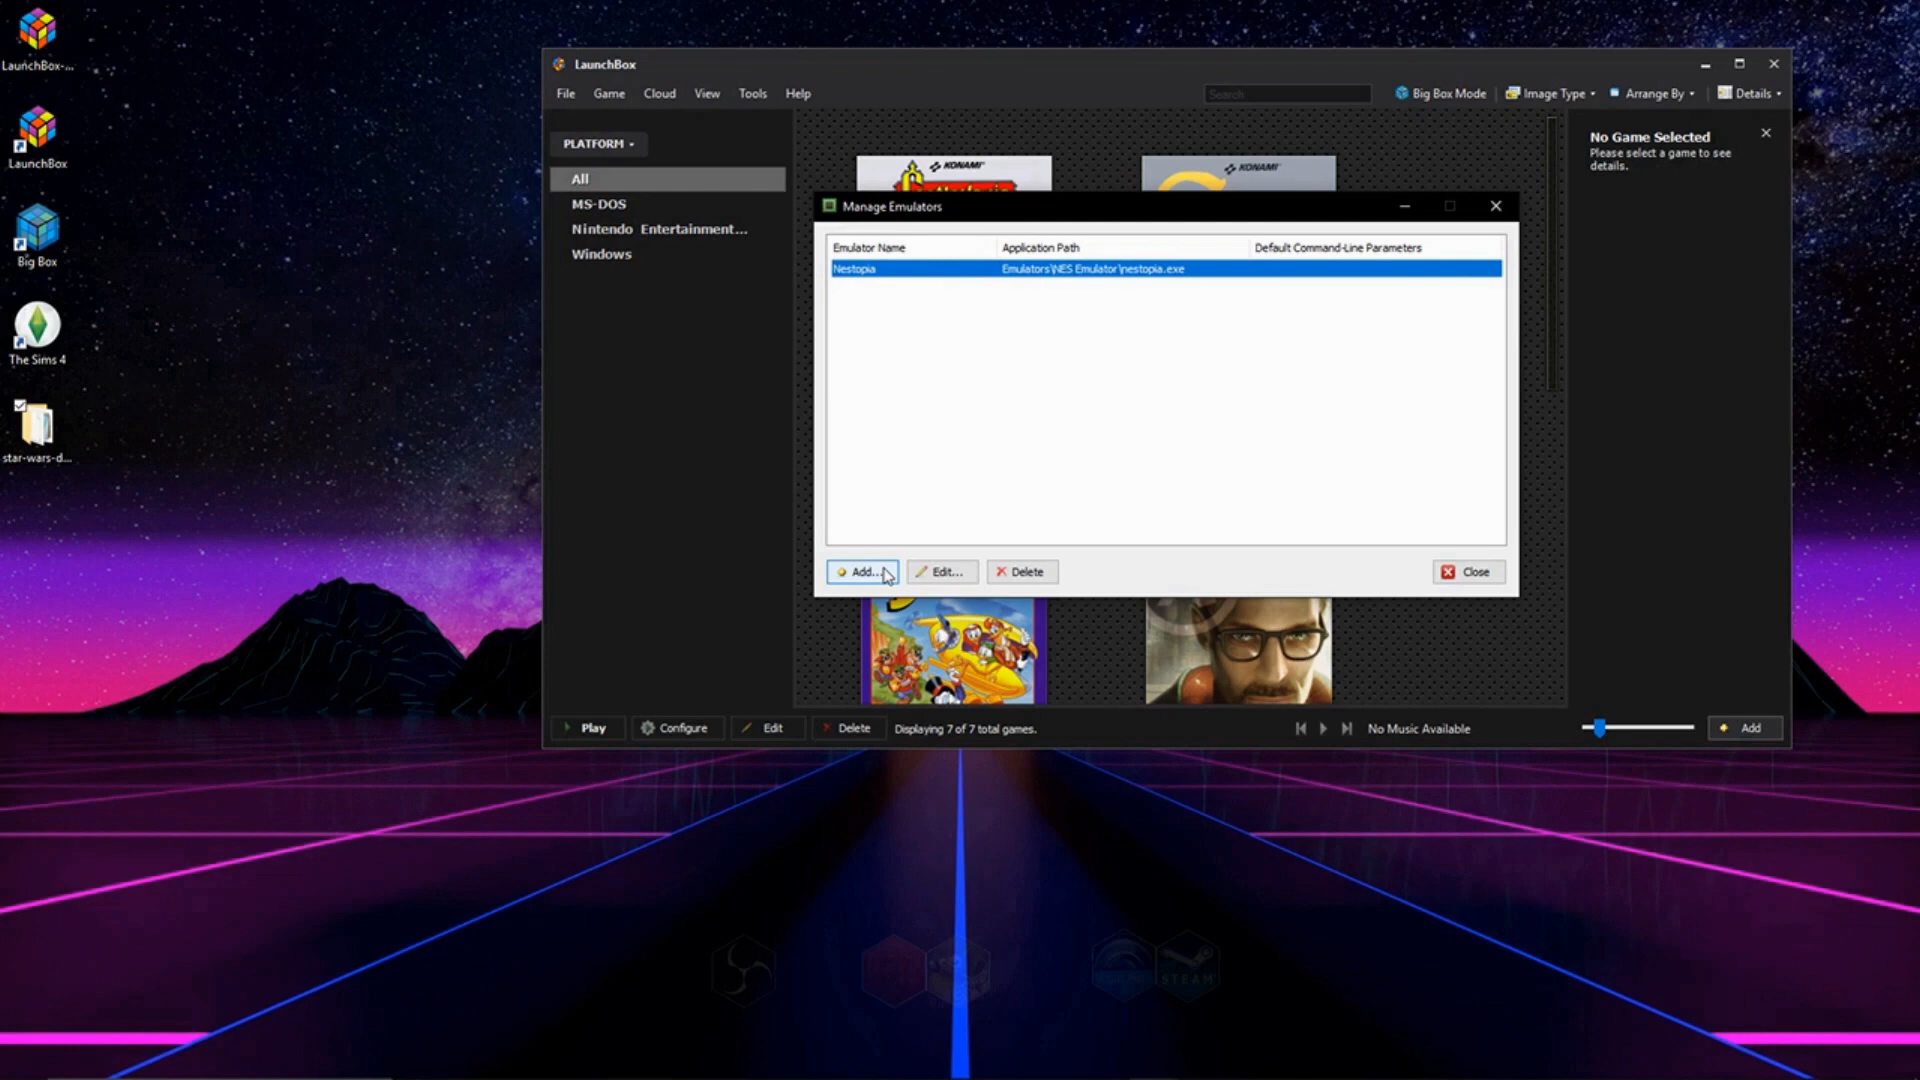 LaunchBox-...
LaunchBox
Big Box
The Sims 4
star-wars-d...
LaunchBox
File Game Cloud View Tools Help
Search
Big Box Mode Image Type Arrange By Details
PLATFORM
All
MS-DOS
Nintendo Entertainment...
Windows
KONAMI
KONAMI
No Game Selected
Please select a game to see
details.
Manage Emulators
Emulator Name Application Path Default Command-Line Parameters
Nestopia Emulators\NES Emulator\nestopia.exe
Add... Edit... Delete Close
Play Configure Edit Delete Displaying 7 of 7 total games. No Music Available Add
STEAM